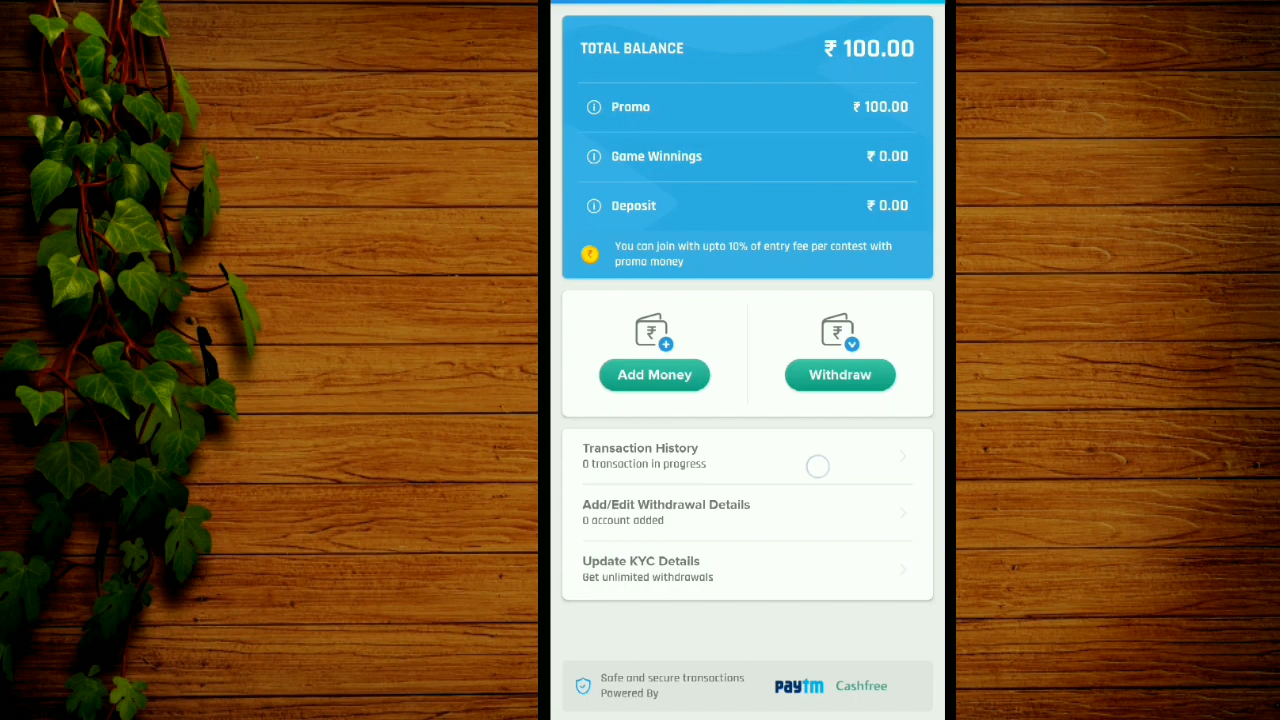 TOTAL BALANCE ₹ 100.00
Promo ₹ 100.00
Game Winnings ₹ 0.00
Deposit ₹ 0.00
You can join with upto 10% of entry fee per contest with
promo money
Add Money Withdraw
Transaction History
0 transaction in progress
Add/Edit Withdrawal Details
0 account added
Update KYC Details
Get unlimited withdrawals
Safe and secure transactions
Powered By
paytm Cashfree